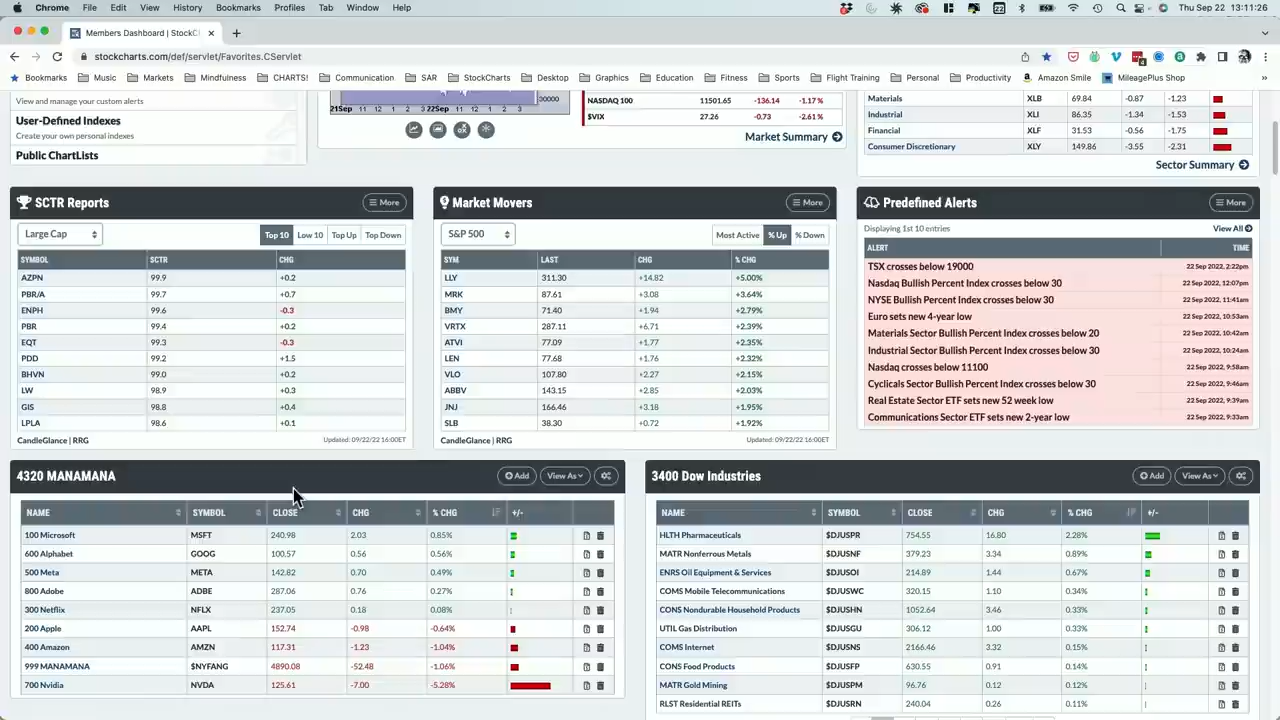 Chrome File Edit View History Bookmarks Profiles Tab Window Help 22 Thu Sep 22 13:11:26
Members Dashboard | StockCh
stockcharts.com/def/servlet/Favorites.CServlet
Bookmarks Music Markets Mindfulness CHARTS! Communication SAR StockCharts Desktop Graphics Education Fitness Sports Flight Training Personal Productivity Amazon Smile MileagePlus Shop
View and manage your custom alerts
User-Defined Indexes
Create your own personal indexes
Public ChartLists
30000
21Sep 11 12 1 2 3 22Sep 11 12 1 2 3
NASDAQ 100 11501.65 -136.14 -1.17 %
$VIX 27.26 -0.73 -2.61 %
Market Summary
Materials XLB 69.84 -0.87 -1.23
Industrial XLI 86.35 -1.34 -1.53
Financial XLF 31.53 -0.56 -1.75
Consumer Discretionary XLY 149.86 -3.55 -2.31
Sector Summary
SCTR Reports More
Large Cap Top 10 Low 10 Top Up Top Down
SYMBOL SCTR CHG
AZPN 99.9 +0.2
PBR/A 99.7 +0.7
ENPH 99.6 -0.3
PBR 99.4 +0.2
EQT 99.3 -0.3
PDD 99.2 +1.5
BHVN 99.0 +0.2
LW 98.9 +0.3
GIS 98.8 +0.4
LPLA 98.6 +0.1
CandleGlance | RRG Updated: 09/22/22 16:00ET
Market Movers More
S&P 500 Most Active % Up % Down
SYM LAST CHG % CHG
LLY 311.30 +14.82 +5.00%
MRK 87.61 +3.08 +3.64%
BMY 71.40 +1.94 +2.79%
VRTX 287.11 +6.71 +2.39%
ATVI 77.09 +1.77 +2.35%
LEN 77.68 +1.76 +2.32%
VLO 107.80 +2.27 +2.15%
ABBV 143.15 +2.85 +2.03%
JNJ 166.46 +3.18 +1.95%
SLB 38.30 +0.72 +1.92%
CandleGlance | RRG Updated: 09/22/22 16:00ET
Predefined Alerts More
Displaying 1st 10 entries View All
ALERT TIME
TSX crosses below 19000 22 Sep 2022, 2:22pm
Nasdaq Bullish Percent Index crosses below 30 22 Sep 2022, 12:07pm
NYSE Bullish Percent Index crosses below 30 22 Sep 2022, 11:41am
Euro sets new 4-year low 22 Sep 2022, 10:53am
Materials Sector Bullish Percent Index crosses below 20 22 Sep 2022, 10:42am
Industrial Sector Bullish Percent Index crosses below 30 22 Sep 2022, 10:24am
Nasdaq crosses below 11100 22 Sep 2022, 9:58am
Cyclicals Sector Bullish Percent Index crosses below 30 22 Sep 2022, 9:46am
Real Estate Sector ETF sets new 52 week low 22 Sep 2022, 9:39am
Communications Sector ETF sets new 2-year low 22 Sep 2022, 9:33am
4320 MANAMANA Add View As
NAME SYMBOL CLOSE CHG % CHG +/-
100 Microsoft MSFT 240.98 2.03 0.85%
600 Alphabet GOOG 100.57 0.56 0.56%
500 Meta META 142.82 0.70 0.49%
800 Adobe ADBE 287.06 0.76 0.27%
300 Netflix NFLX 237.05 0.18 0.08%
200 Apple AAPL 152.74 -0.98 -0.64%
400 Amazon AMZN 117.31 -1.23 -1.04%
999 MANAMANA $NYFANG 4890.08 -52.48 -1.06%
700 Nvidia NVDA 125.61 -7.00 -5.28%
3400 Dow Industries Add View As
NAME SYMBOL CLOSE CHG % CHG +/-
HLTH Pharmaceuticals $DJUSPR 754.55 16.80 2.28%
MATR Nonferrous Metals $DJUSNF 379.23 3.34 0.89%
ENRS Oil Equipment & Services $DJUSOI 214.89 1.44 0.67%
COMS Mobile Telecommunications $DJUSWC 320.15 1.10 0.34%
CONS Nondurable Household Products $DJUSHN 1052.64 3.46 0.33%
UTIL Gas Distribution $DJUSGU 306.12 1.00 0.33%
COMS Internet $DJUSNS 2166.46 3.32 0.15%
CONS Food Products $DJUSFP 630.55 0.91 0.14%
MATR Gold Mining $DJUSPM 96.76 0.12 0.12%
RLST Residential REITs $DJUSRN 240.04 0.26 0.11%